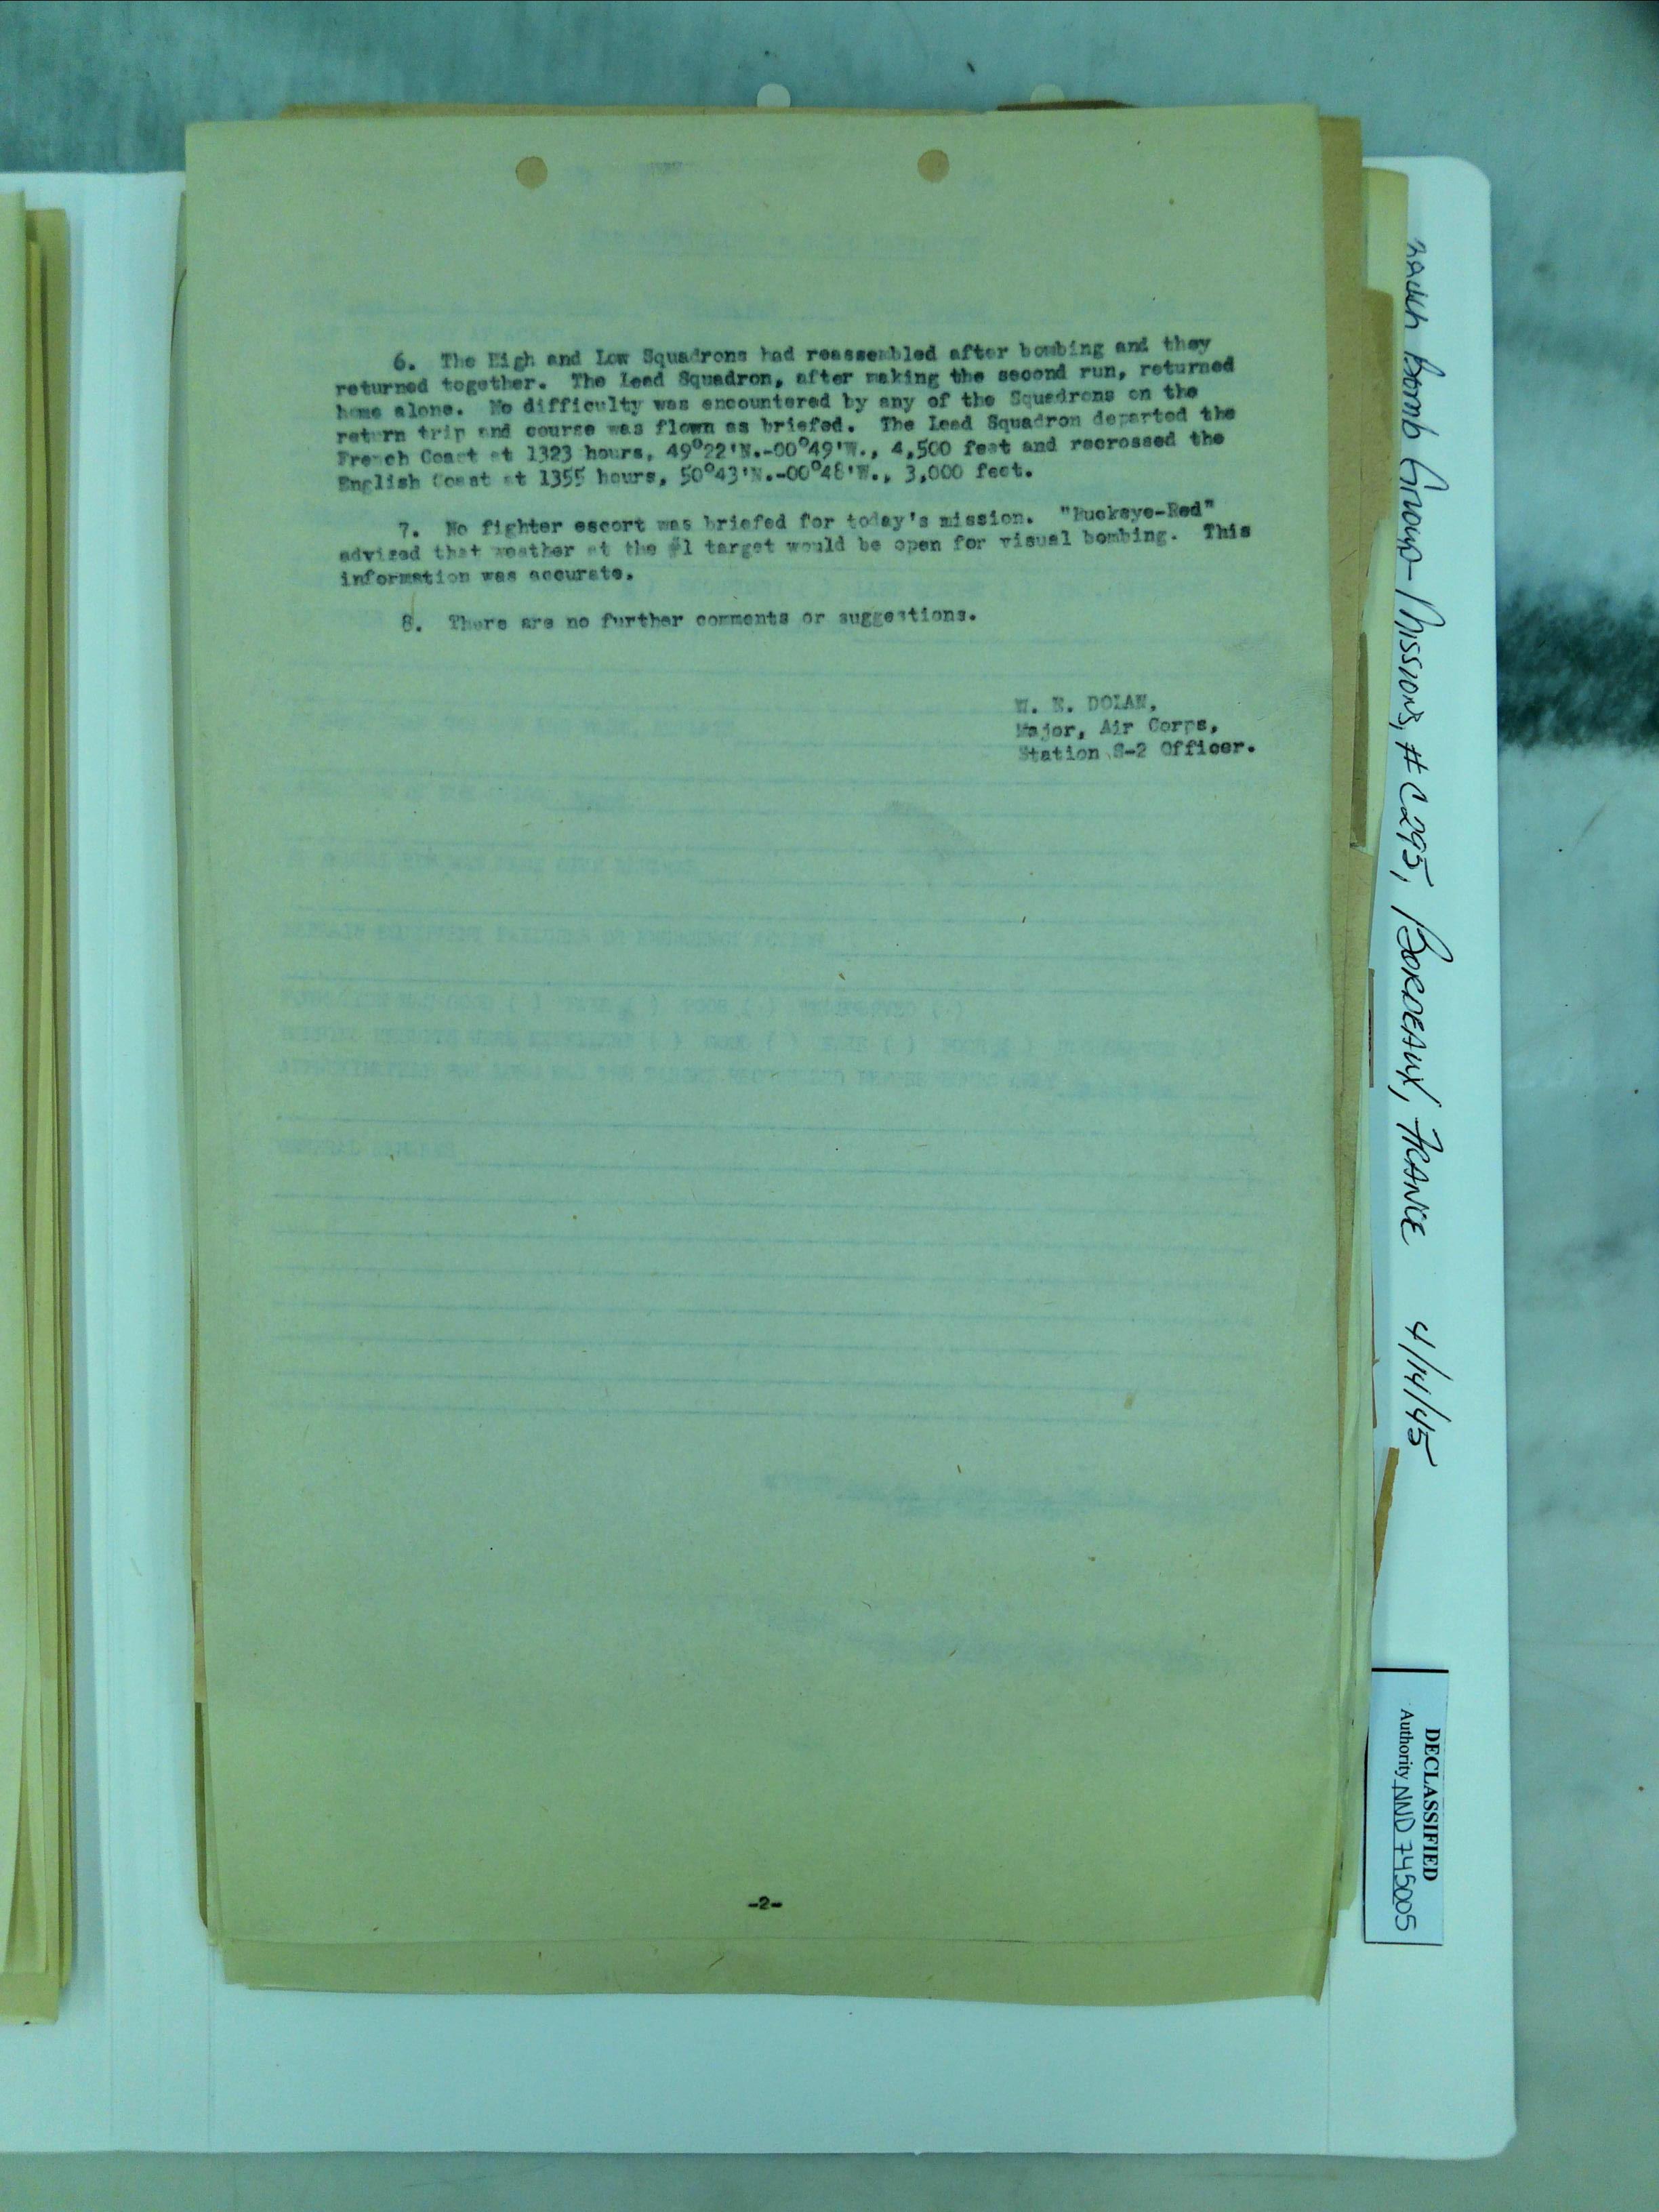 6. The High and Low Squadrons had reassembled after bombing and they
returned together. The Lead Squadron, after making the second run, returned
home alone. No difficulty was encountered by any of the Squadrons on the
return trip and course was flown as briefed. The Lead Squadron departed the
French Coast at 1323 hours, 49°22'N.-00°49'W., 4,500 feet and recrossed the
English Coast at 1355 hours, 50°43'N.-00°48'W., 3,000 feet.
7. No fighter escort was briefed for today's mission. "Buckeye-Red"
advised that weather at the #1 target would be open for visual bombing. This
information was accurate.
8. There are no further comments or suggestions.
W. E. DOLAN,
Major, Air Corps,
Station S-2 Officer.
-2-
Bomb Group - Missions, # C295, BORDEAUX, FRANCE 4/14/45
DECLASSIFIED
Authority NND 745005